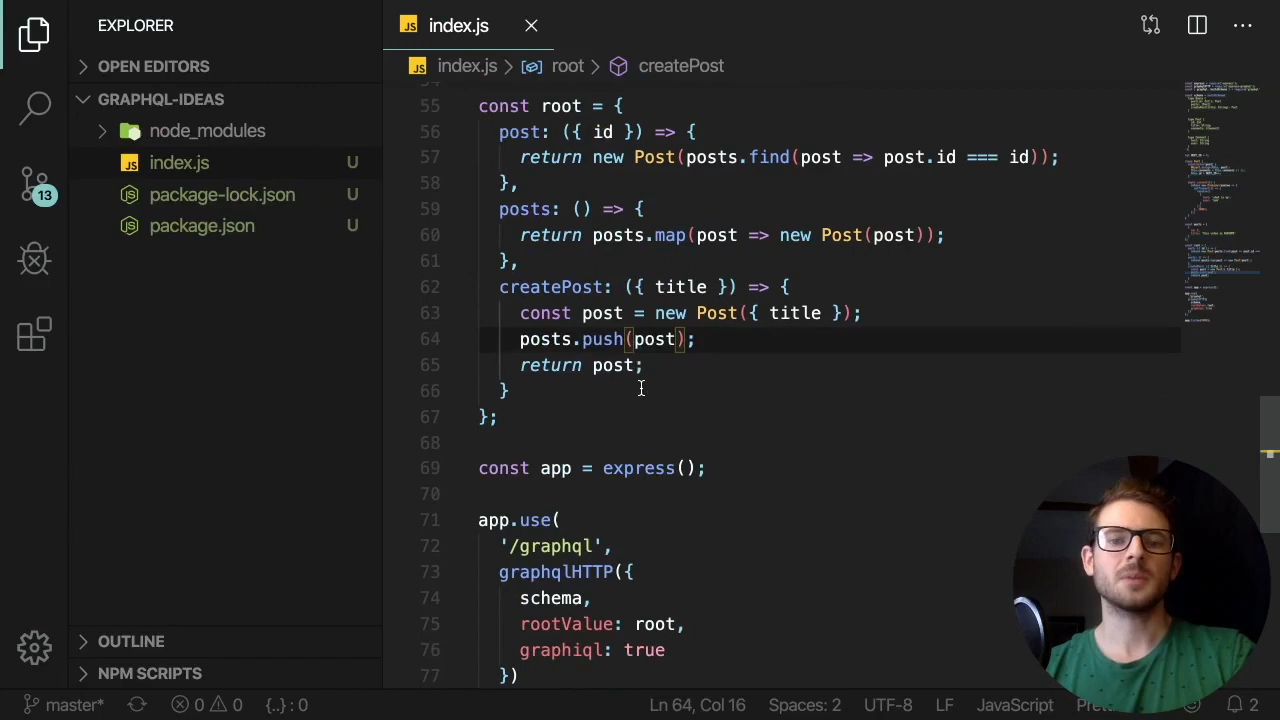 EXPLORER
OPEN EDITORS
GRAPHQL-IDEAS
node_modules
JS index.js U
package-lock.json U
package.json U
13
OUTLINE
NPM SCRIPTS
JS index.js
JS index.js > root > createPost
55 const root = {
56 post: ({ id }) => {
57 return new Post(posts.find(post => post.id === id));
58 },
59 posts: () => {
60 return posts.map(post => new Post(post));
61 },
62 createPost: ({ title }) => {
63 const post = new Post({ title });
64 posts.push(post);
65 return post;
66 }
67 };
68
69 const app = express();
70
71 app.use(
72 '/graphql',
73 graphqlHTTP({
74 schema,
75 rootValue: root,
76 graphiql: true
77 })
master* 0 0 {..} : 0 Ln 64, Col 16 Spaces: 2 UTF-8 LF JavaScript 2